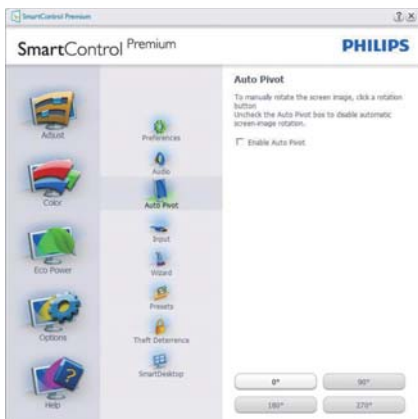 SmartControl Premium
SmartControl Premium
PHILIPS
Adjust
Color
Eco Power
Options
Help
Preferences
Audio
Auto Pivot
Input
Wizard
Presets
Theft Deterrence
SmartDesktop
Auto Pivot
To manually rotate the screen image, click a rotation
button
Uncheck the Auto Pivot box to disable automatic
screen-image rotation.
Enable Auto Pivot
0°
90°
180°
270°